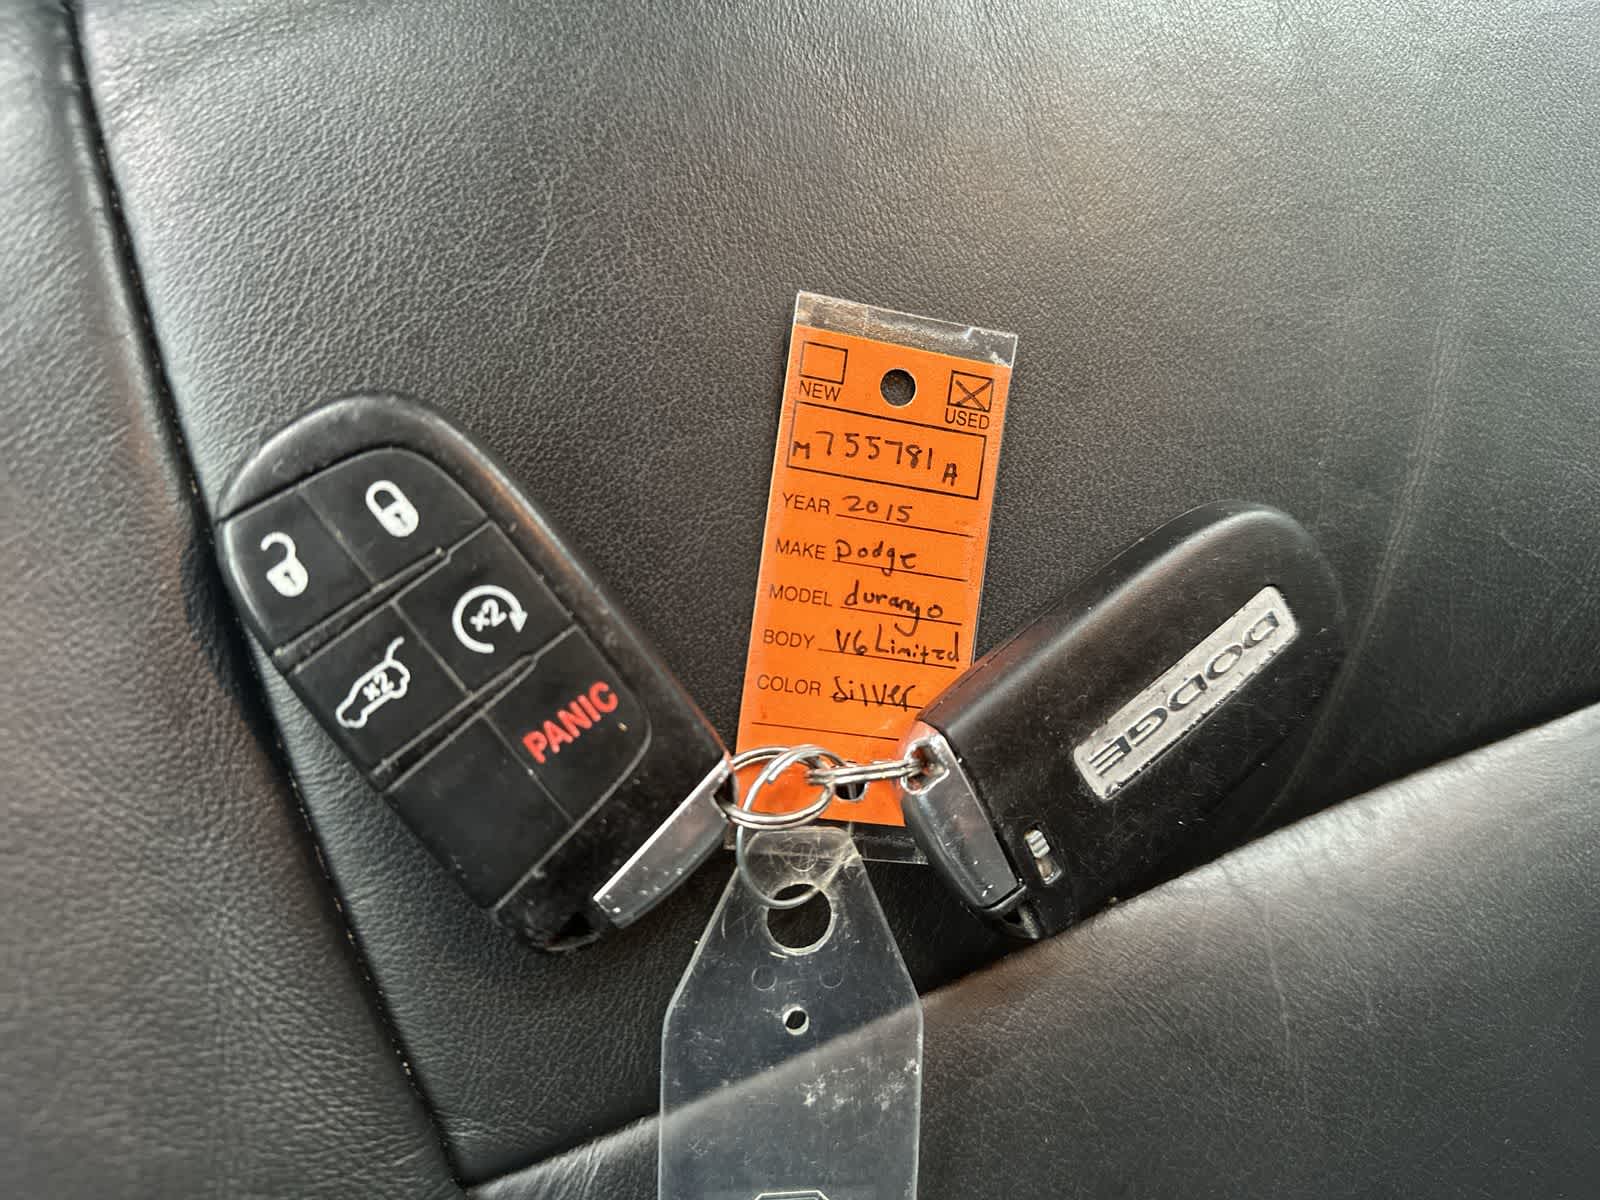 NEW
USED
M755781A
YEAR 2015
MAKE Dodge
MODEL durango
BODY V6 Limited
COLOR Silver
x2
x2
PANIC
DODGE